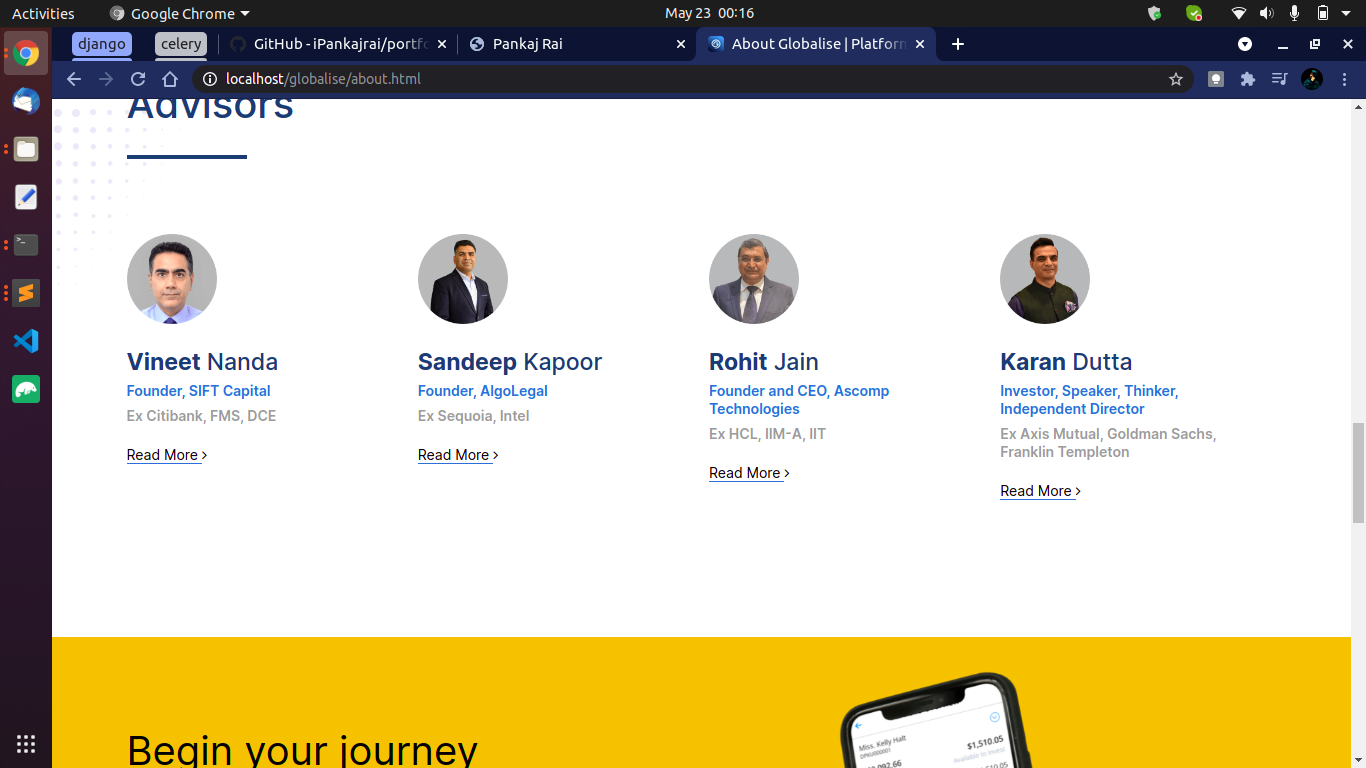 Activities
Google Chrome
May 23 00:16
django
celery
GitHub - iPankajrai/portfo
Pankaj Rai
About Globalise | Platform
localhost/globalise/about.html
Advisors
Vineet Nanda
Founder, SIFT Capital
Ex Citibank, FMS, DCE
Read More
Sandeep Kapoor
Founder, AlgoLegal
Ex Sequoia, Intel
Read More
Rohit Jain
Founder and CEO, Ascomp
Technologies
Ex HCL, IIM-A, IIT
Read More
Karan Dutta
Investor, Speaker, Thinker,
Independent Director
Ex Axis Mutual, Goldman Sachs,
Franklin Templeton
Read More
Begin your journey
Miss. Kelly Halt
DPKU000001
$1,510.05
Available to invest